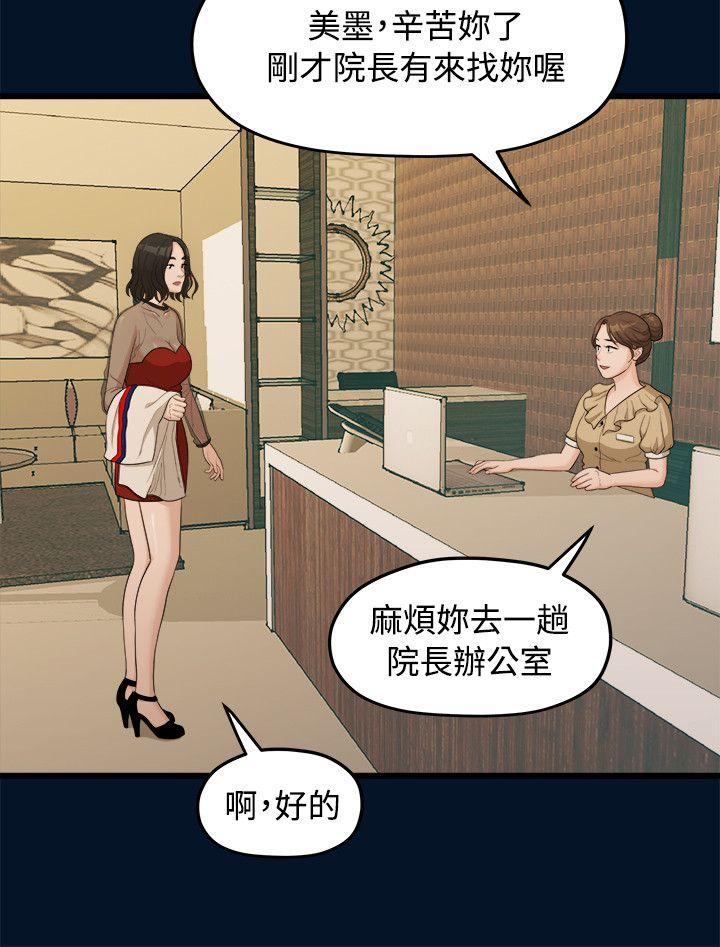 美墨，辛苦妳了
剛才院長有來找妳喔
麻煩妳去一趟
院長辦公室
啊，好的